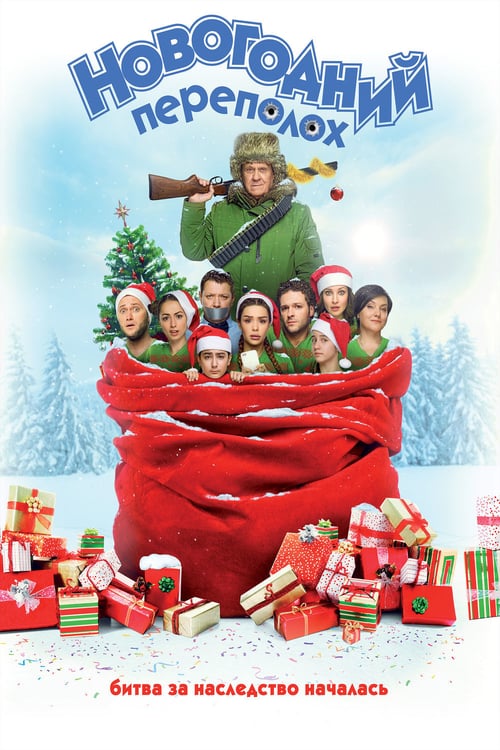 Новогодний
переполох
битва за наследство началась